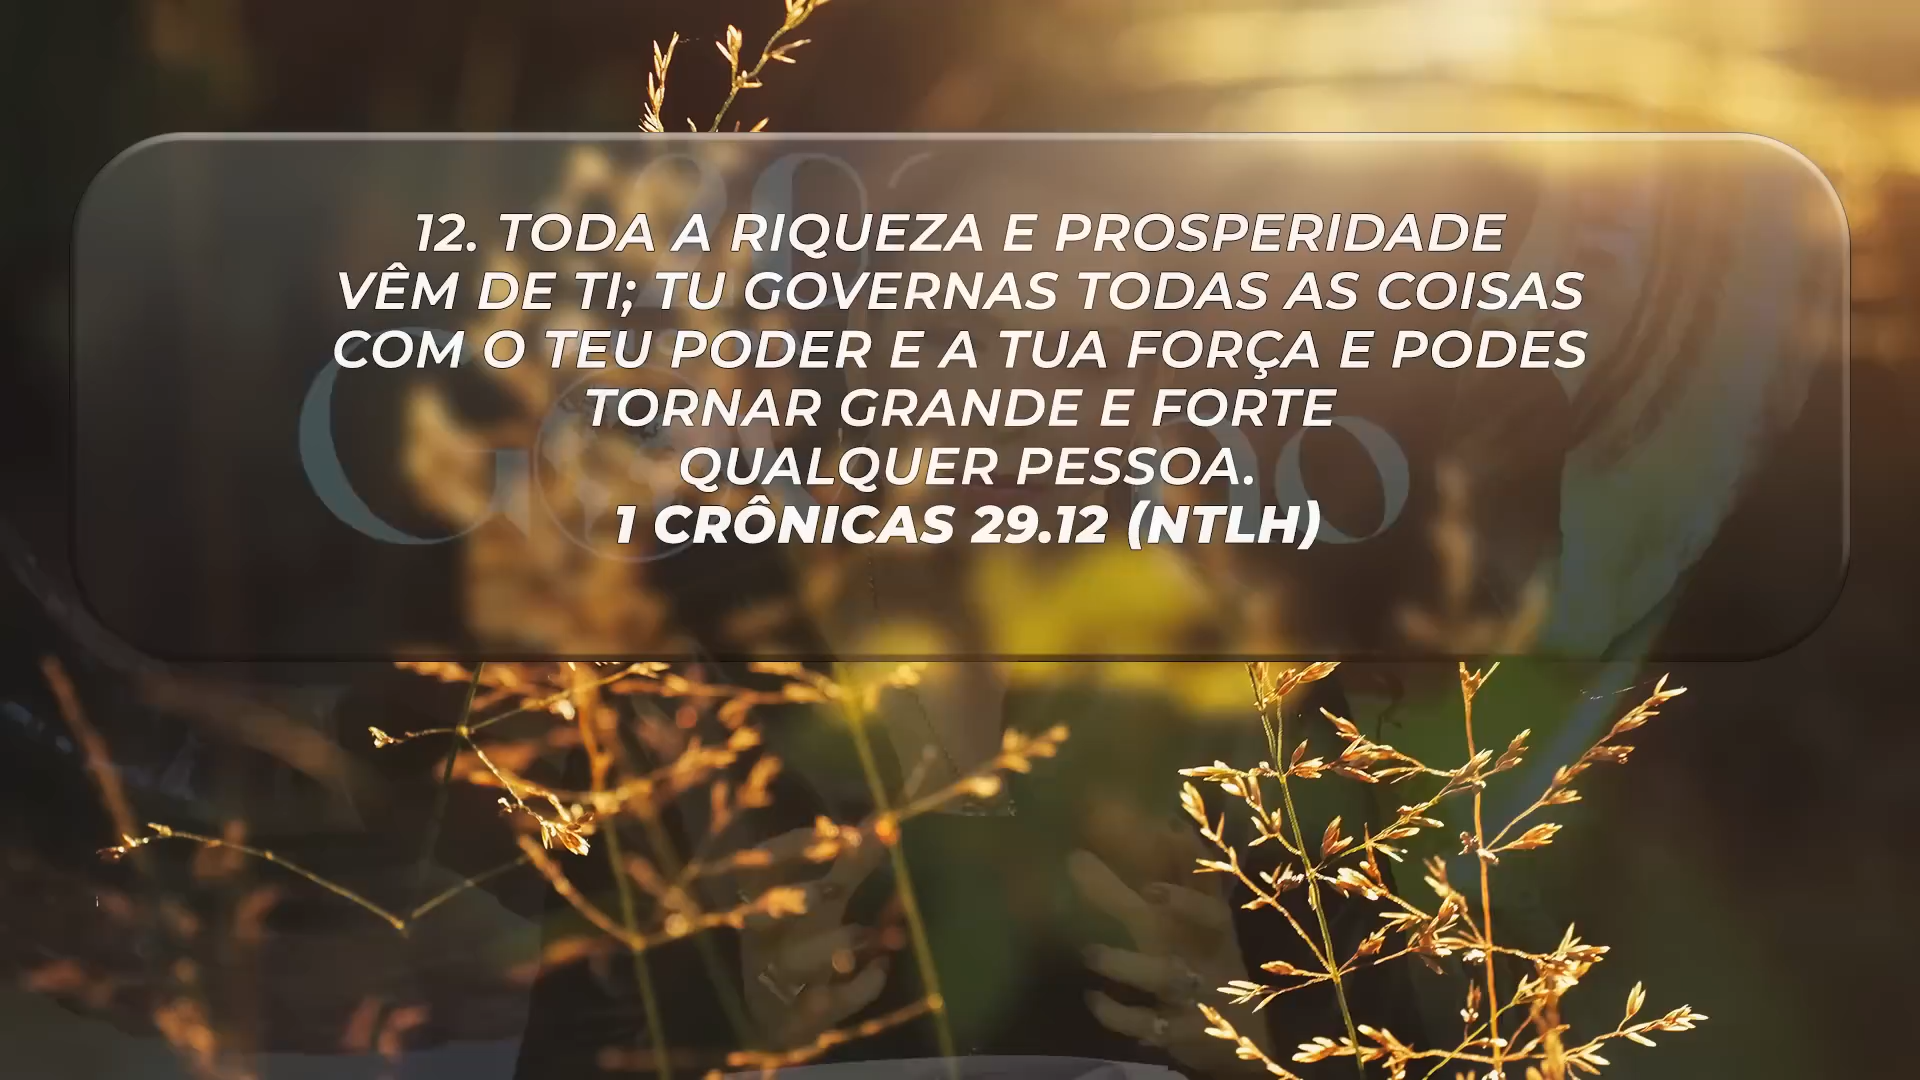 12. TODA A RIQUEZA E PROSPERIDADE
VÊM DE TI; TU GOVERNAS TODAS AS COISAS
COM O TEU PODER E A TUA FORÇA E PODES
TORNAR GRANDE E FORTE
QUALQUER PESSOA.
1 CRÔNICAS 29.12 (NTLH)